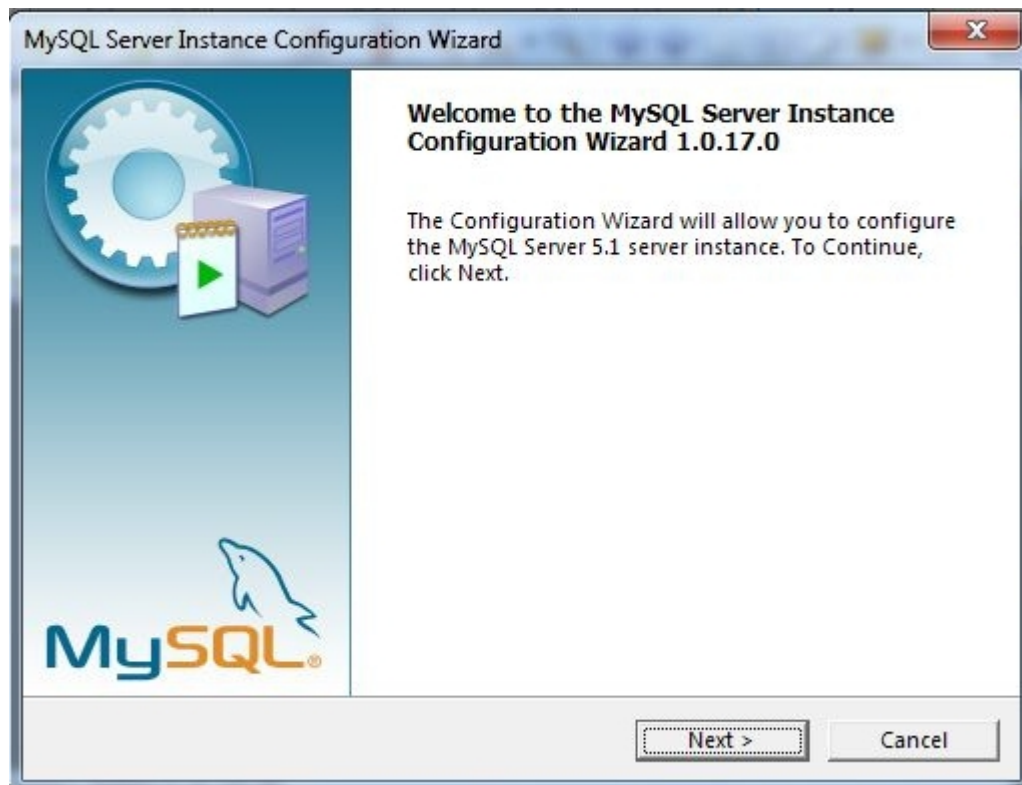 MySQL Server Instance Configuration Wizard
Welcome to the MySQL Server Instance
Configuration Wizard 1.0.17.0
The Configuration Wizard will allow you to configure
the MySQL Server 5.1 server instance. To Continue,
click Next.
MySQL®
Next >
Cancel